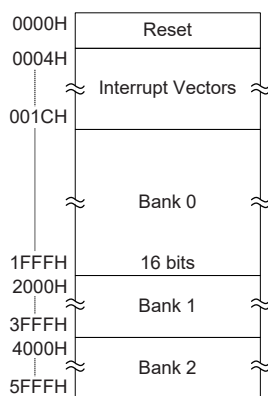 0000H
Reset
0004H
Interrupt Vectors
001CH
Bank 0
1FFFH
16 bits
2000H
Bank 1
3FFFH
4000H
Bank 2
5FFFH